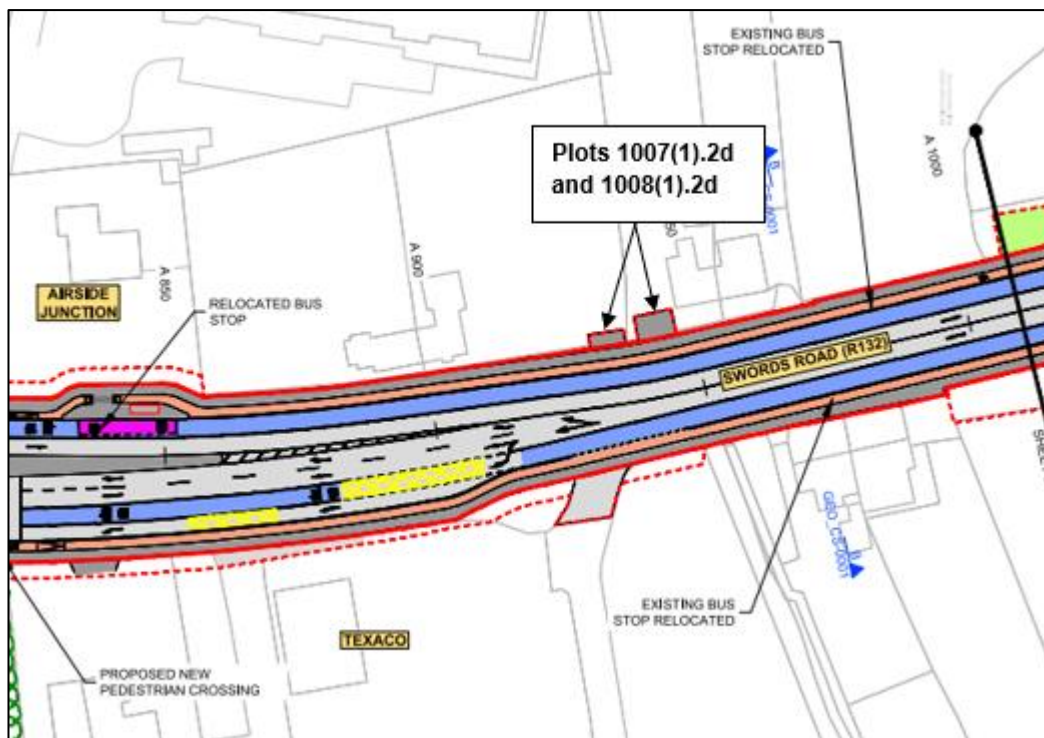 EXISTING BUS
STOP RELOCATED
Plots 1007(1).2d
and 1008(1).2d
A 1000
A 900
A 850
AIRSIDE
JUNCTION
RELOCATED BUS
STOP
SWORDS ROAD (R132)
EXISTING BUS
STOP RELOCATED
TEXACO
PROPOSED NEW
PEDESTRIAN CROSSING
B
B